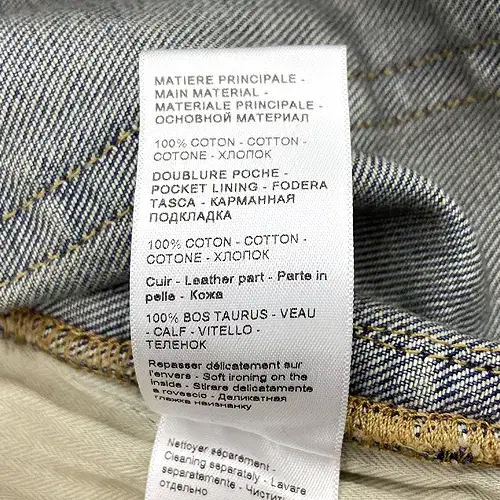 MATIERE PRINCIPALE -
MAIN MATERIAL -
MATERIALE PRINCIPALE -
ОСНОВНОЙ МАТЕРИАЛ
100% COTON - COTTON -
COTONE - ХЛОПОК
DOUBLURE POCHE -
POCKET LINING - FODERA
TASCA - КАРМАННАЯ
ПОДКЛАДКА
100% COTON - COTTON -
COTONE - ХЛОПОК
Cuir - Leather part - Parte in
pelle - Кожа
100% BOS TAURUS - VEAU
- CALF - VITELLO -
ТЕЛЕНОК
Repasser délicatement sur
l'envers - Soft ironing on the
inside - Stirare delicatamente
a rovescio - Деликатная
глажка наизнанку
Nettoyer séparément -
Cleaning separately - Lavare
separatamente - Чистить
отдельно